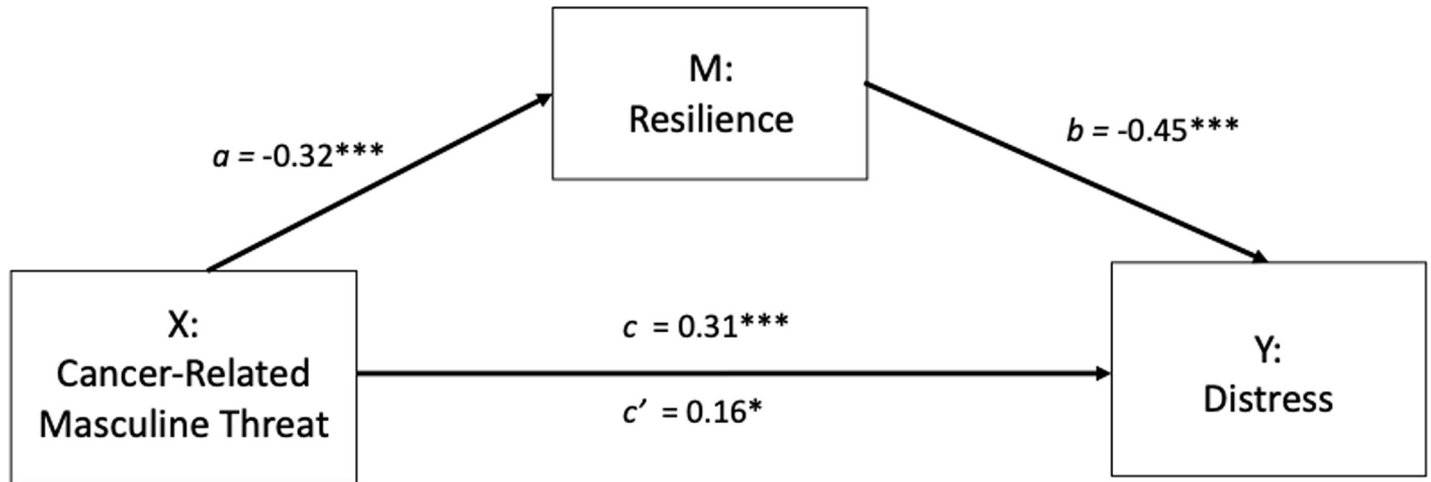 M:
Resilience
a = -0.32***
b = -0.45***
X:
Cancer-Related
Masculine Threat
c = 0.31***
c’ = 0.16*
Y:
Distress